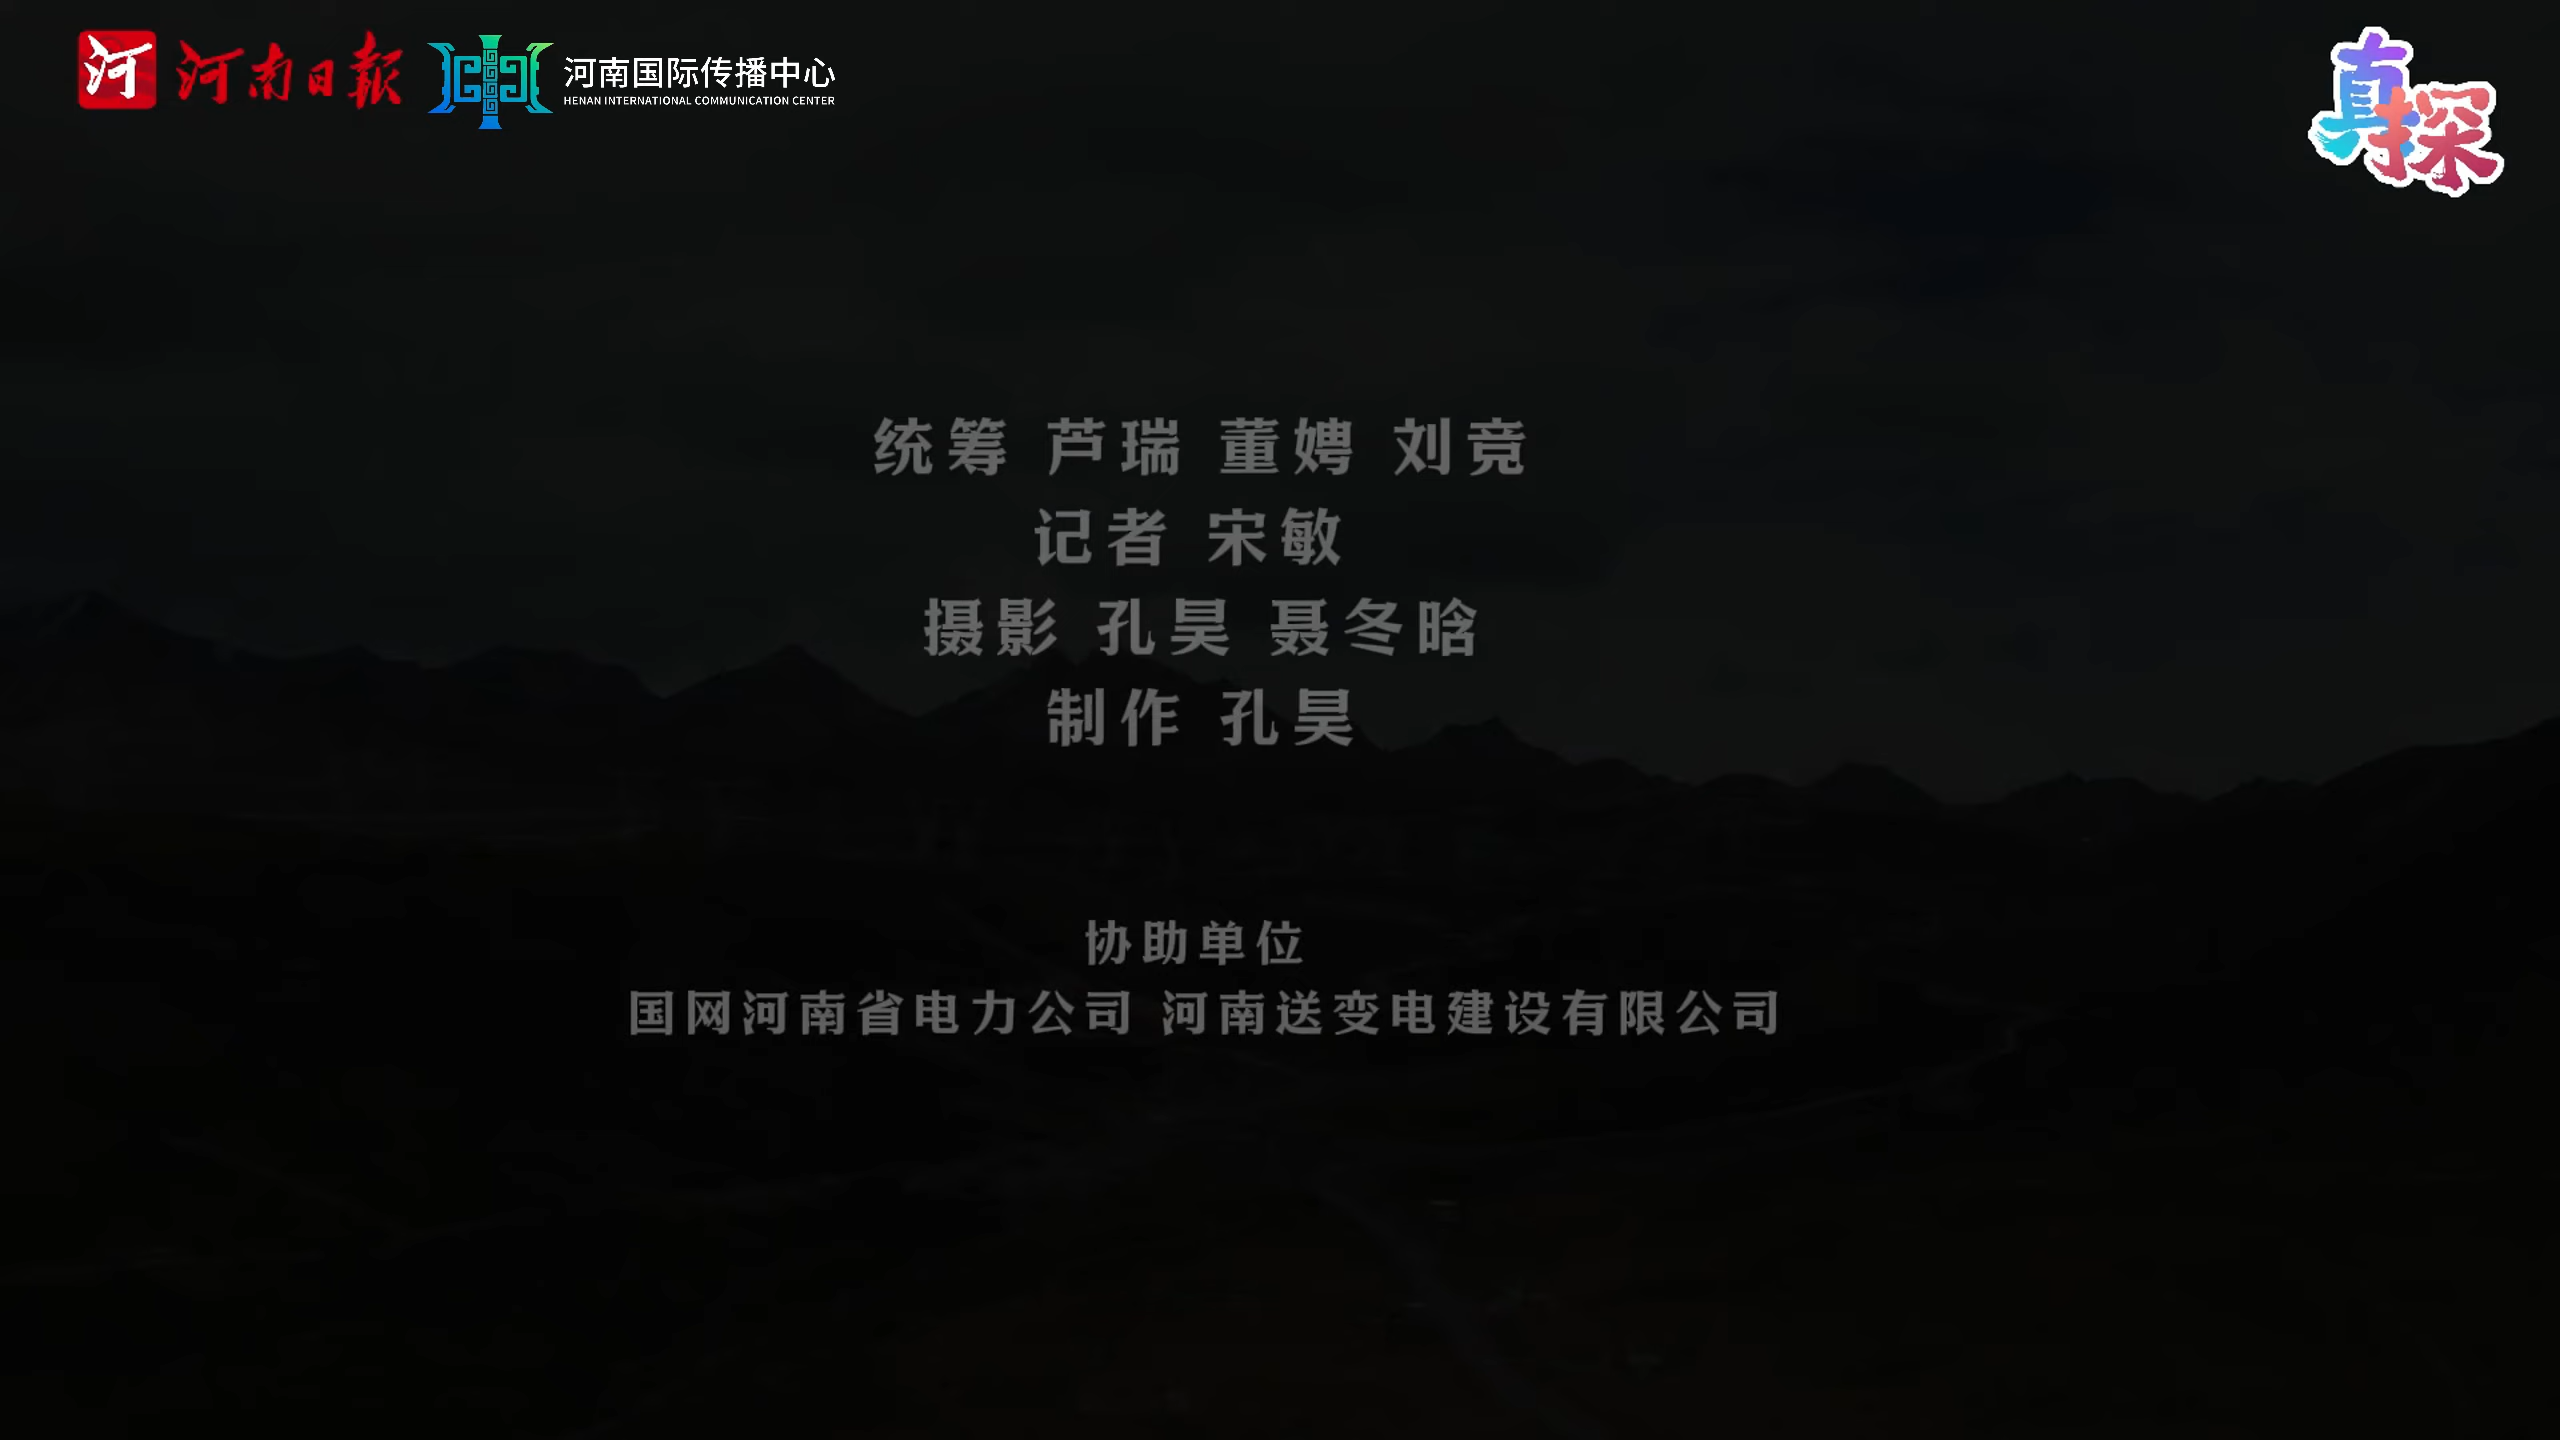 河 河南日报 河南国际传播中心
HENAN INTERNATIONAL COMMUNICATION CENTER
真探
统筹 芦瑞 董娉 刘竞
记者 宋敏
摄影 孔昊 聂冬晗
制作 孔昊
协助单位
国网河南省电力公司 河南送变电建设有限公司